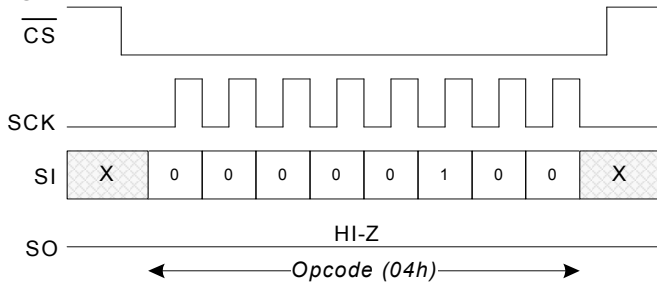 CS
SCK
SI X 0 0 0 0 0 1 0 0 X
HI-Z
SO
Opcode (04h)